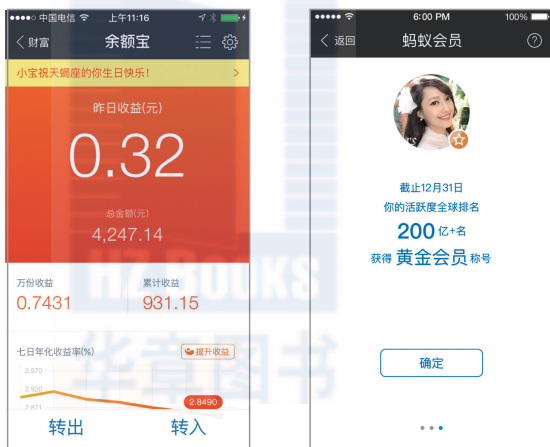 中国电信 上午11:16
财富 余额宝
小宝祝天蝎座的你生日快乐!
昨日收益(元)
0.32
总金额(元)
4,247.14
万份收益 累计收益
0.7431 931.15
七日年化收益率(%) 提升收益
2.970
2.920
2.871
2.8490
转出 转入
6:00 PM 100%
返回 蚂蚁会员 ?
截止12月31日
你的活跃度全球排名
200 亿+名
获得 黄金会员 称号
确定
HZ BOOKS
华章图书